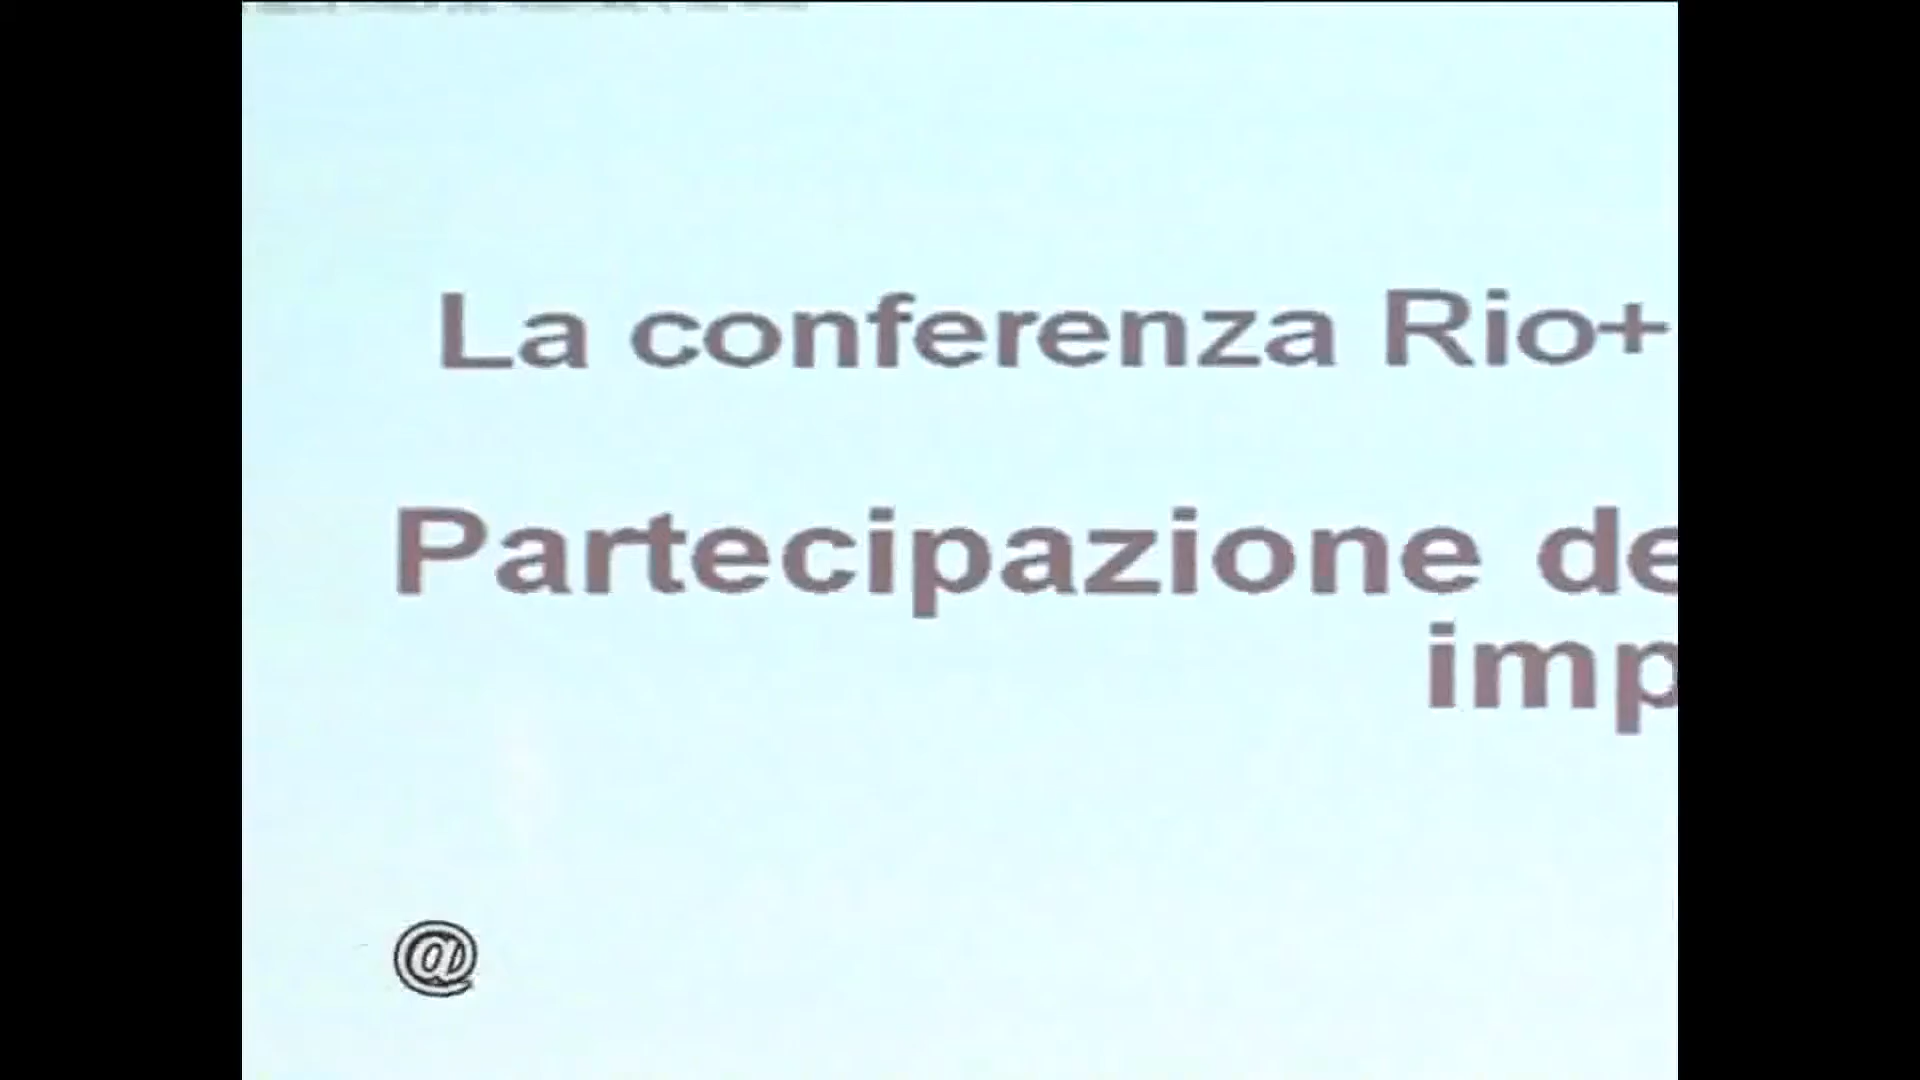 La conferenza Rio+
Partecipazione de
imp
@